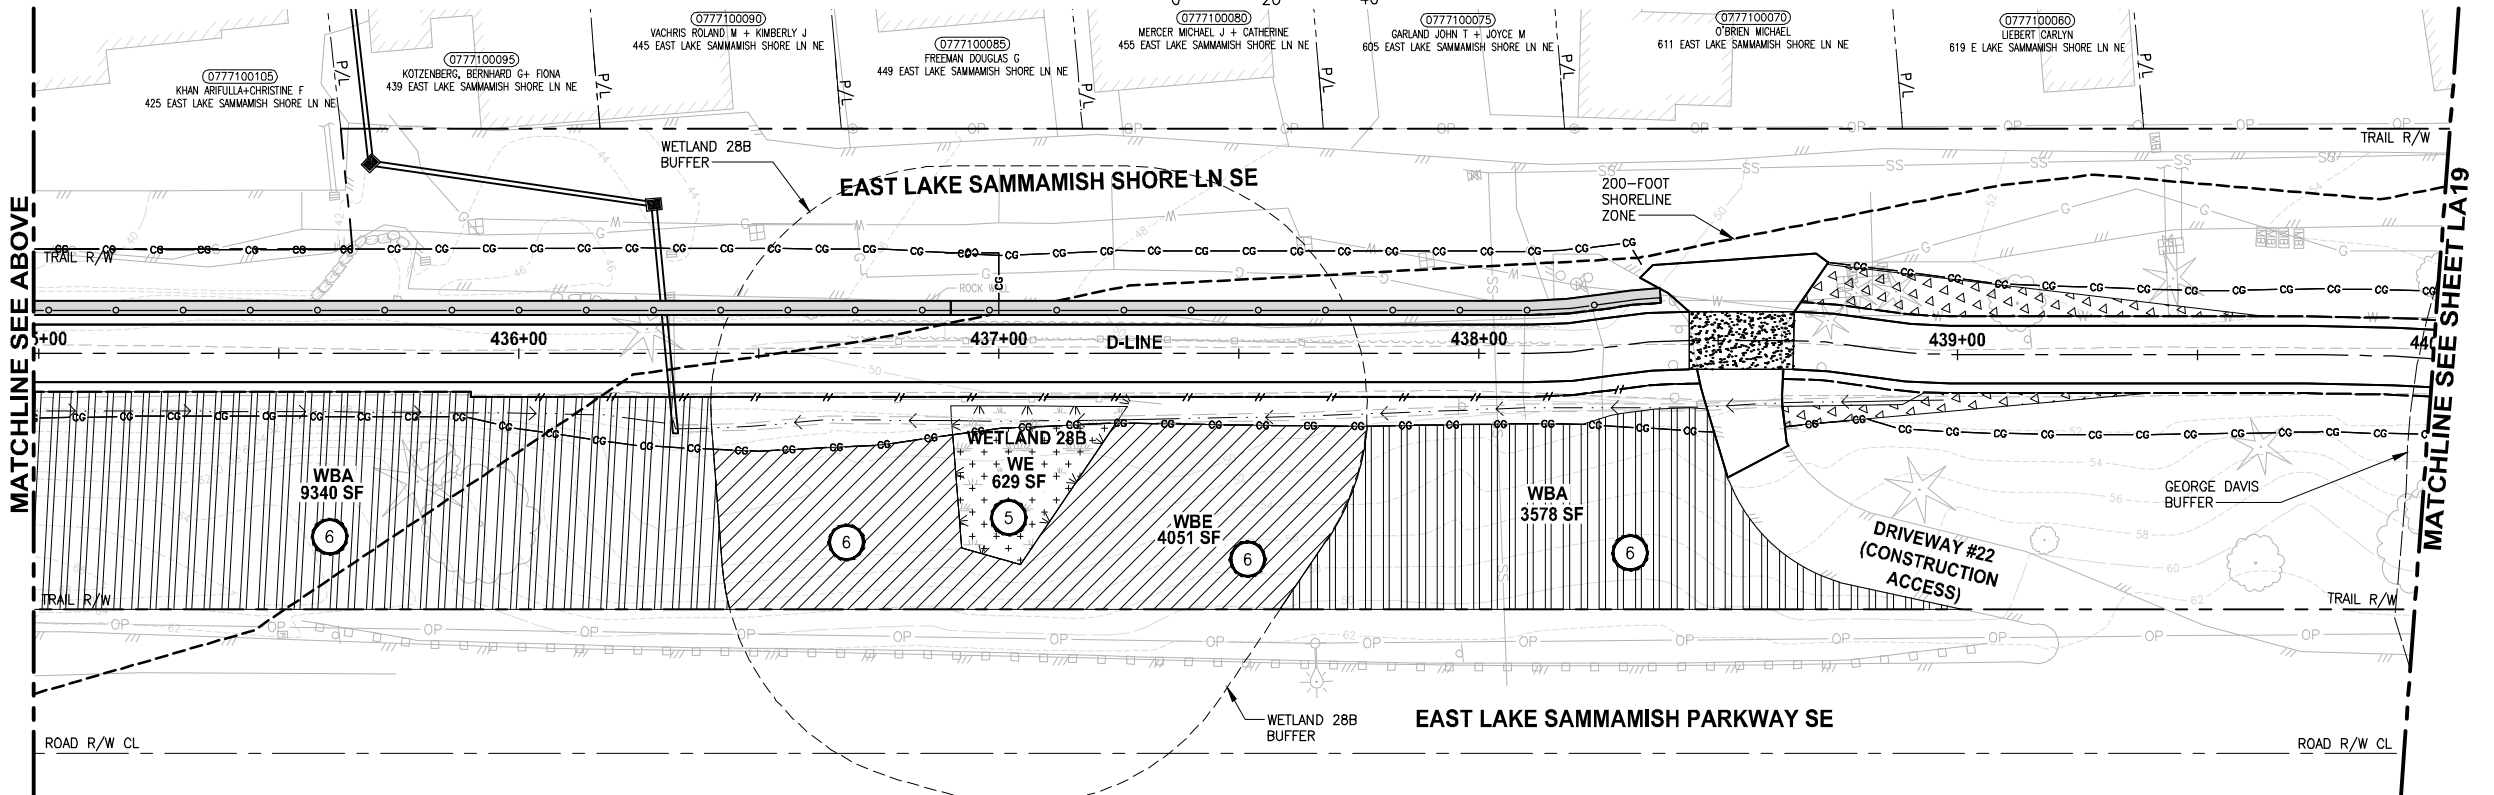 0 20 40
0777100105
KHAN ARIFULLA+CHRISTINE F
425 EAST LAKE SAMMAMISH SHORE LN NE
0777100095
KOTZENBERG, BERNHARD G+ FIONA
439 EAST LAKE SAMMAMISH SHORE LN NE
0777100090
VACHRIS ROLAND M + KIMBERLY J
445 EAST LAKE SAMMAMISH SHORE LN NE
0777100085
FREEMAN DOUGLAS G
449 EAST LAKE SAMMAMISH SHORE LN NE
0777100080
MERCER MICHAEL J + CATHERINE
455 EAST LAKE SAMMAMISH SHORE LN NE
0777100075
GARLAND JOHN T + JOYCE M
605 EAST LAKE SAMMAMISH SHORE LN NE
0777100070
O'BRIEN MICHAEL
611 EAST LAKE SAMMAMISH SHORE LN NE
0777100060
LIEBERT CARLYN
619 E LAKE SAMMAMISH SHORE LN NE
P/L P/L P/L P/L P/L P/L P/L P/L
TRAIL R/W
WETLAND 28B
BUFFER
EAST LAKE SAMMAMISH SHORE LN SE
200-FOOT
SHORELINE
ZONE
MATCHLINE SEE ABOVE
MATCHLINE SEE SHEET LA19
TRAIL R/W
ROCK WALL
5+00 436+00 437+00 D-LINE 438+00 439+00 44
WETLAND 28B
WE
629 SF
5
WBA
9340 SF
6
6
WBE
4051 SF
6
WBA
3578 SF
6
GEORGE DAVIS
BUFFER
DRIVEWAY #22
(CONSTRUCTION
ACCESS)
TRAIL R/W
TRAIL R/W
WETLAND 28B
BUFFER
EAST LAKE SAMMAMISH PARKWAY SE
ROAD R/W CL
ROAD R/W CL